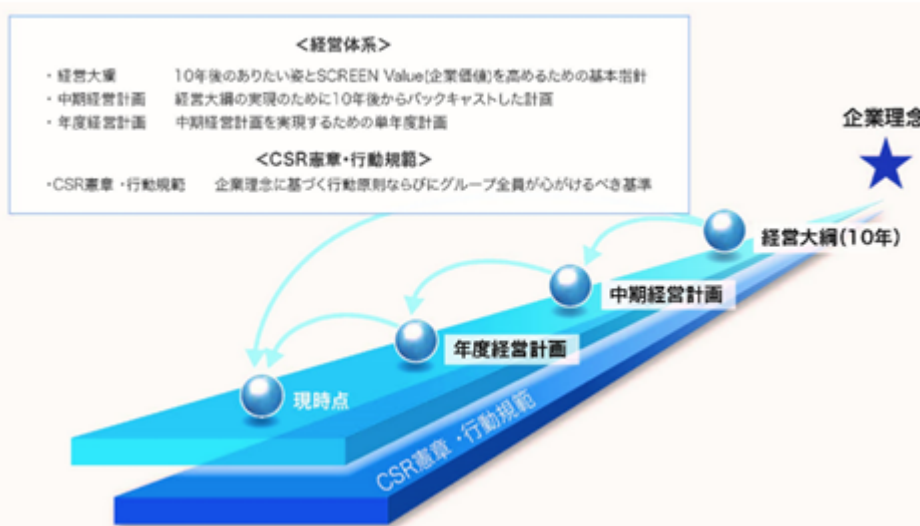 <経営体系>
・経営大綱 10年後のありたい姿とSCREEN Value(企業価値)を高めるための基本指針
・中期経営計画 経営大綱の実現のために10年後からバックキャストした計画
・年度経営計画 中期経営計画を実現するための単年度計画
<CSR憲章・行動規範>
・CSR憲章・行動規範 企業理念に基づく行動原則ならびにグループ全員が心がけるべき基準
企業理念
経営大綱(10年)
中期経営計画
年度経営計画
現時点
CSR憲章・行動規範